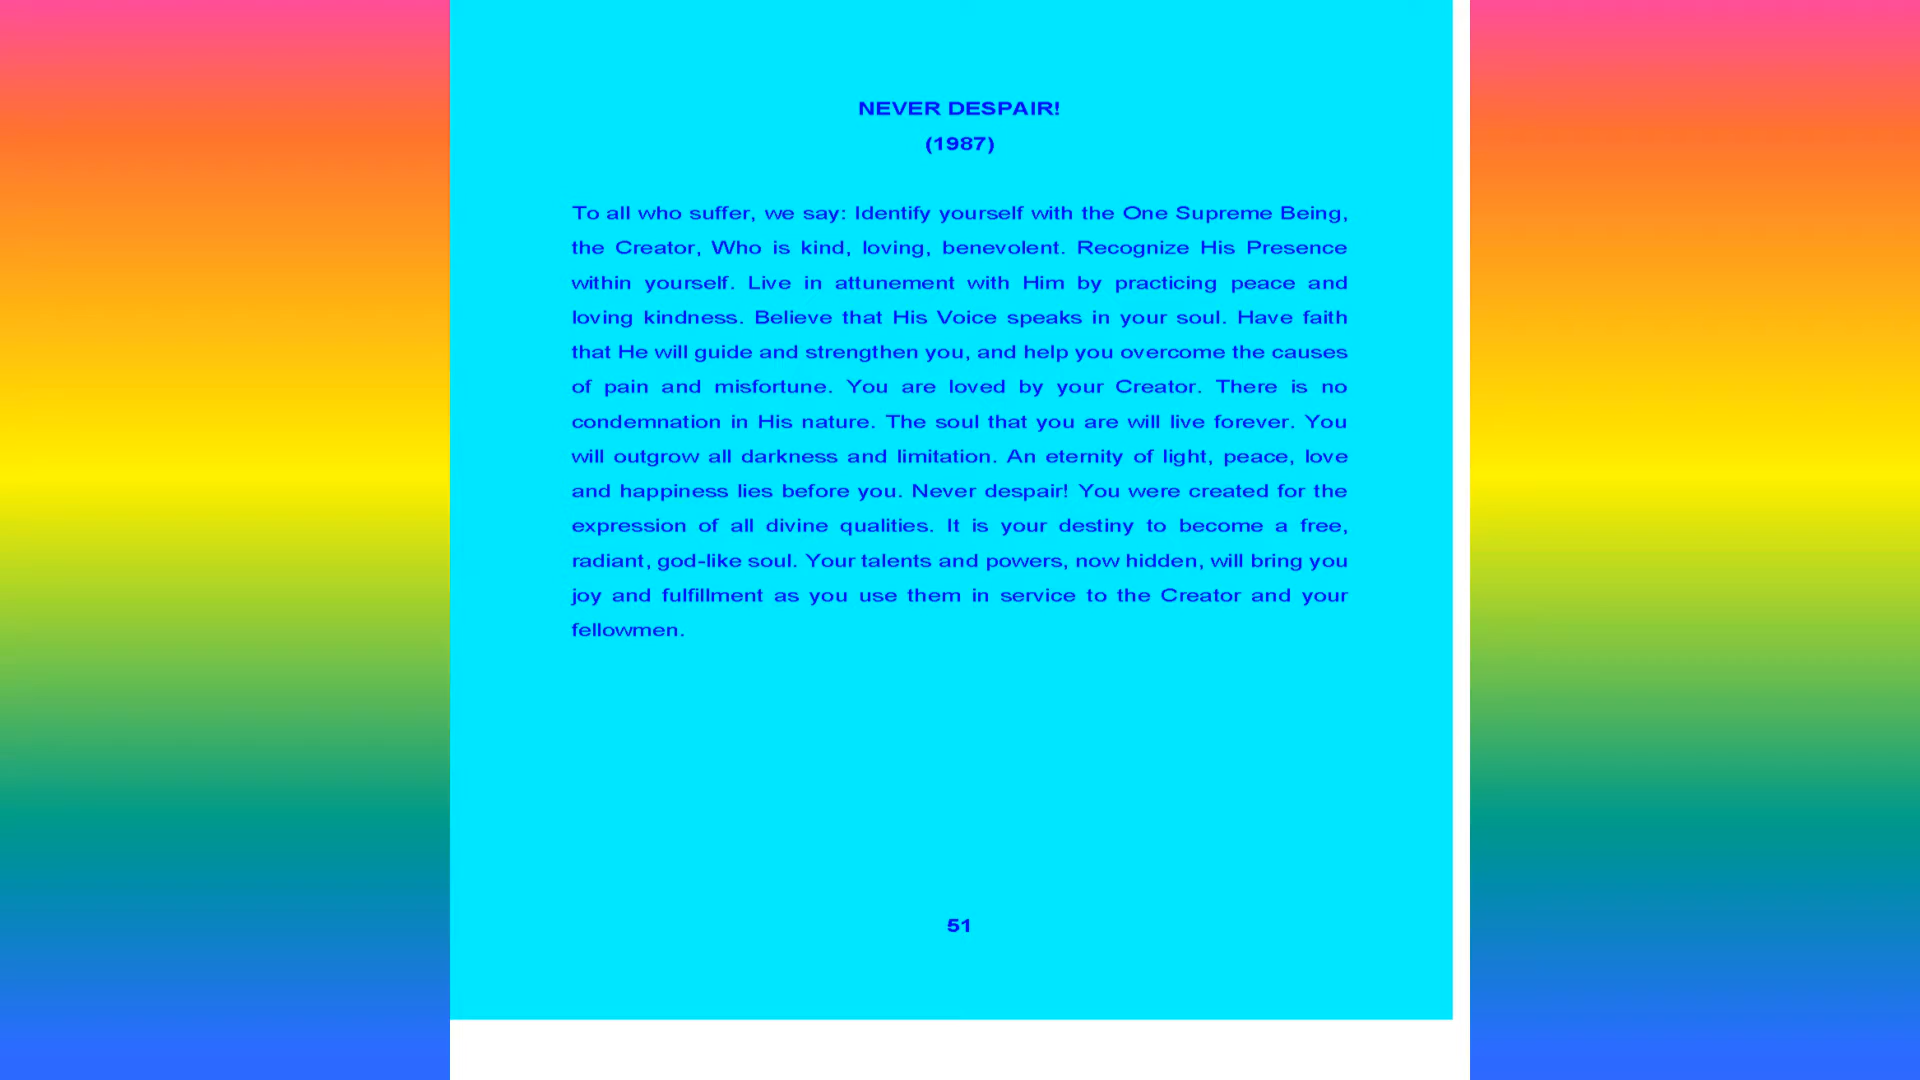 NEVER DESPAIR!
(1987)
To all who suffer, we say: Identify yourself with the One Supreme Being,
the Creator, Who is kind, loving, benevolent. Recognize His Presence
within yourself. Live in attunement with Him by practicing peace and
loving kindness. Believe that His Voice speaks in your soul. Have faith
that He will guide and strengthen you, and help you overcome the causes
of pain and misfortune. You are loved by your Creator. There is no
condemnation in His nature. The soul that you are will live forever. You
will outgrow all darkness and limitation. An eternity of light, peace, love
and happiness lies before you. Never despair! You were created for the
expression of all divine qualities. It is your destiny to become a free,
radiant, god-like soul. Your talents and powers, now hidden, will bring you
joy and fulfillment as you use them in service to the Creator and your
fellowmen.
51